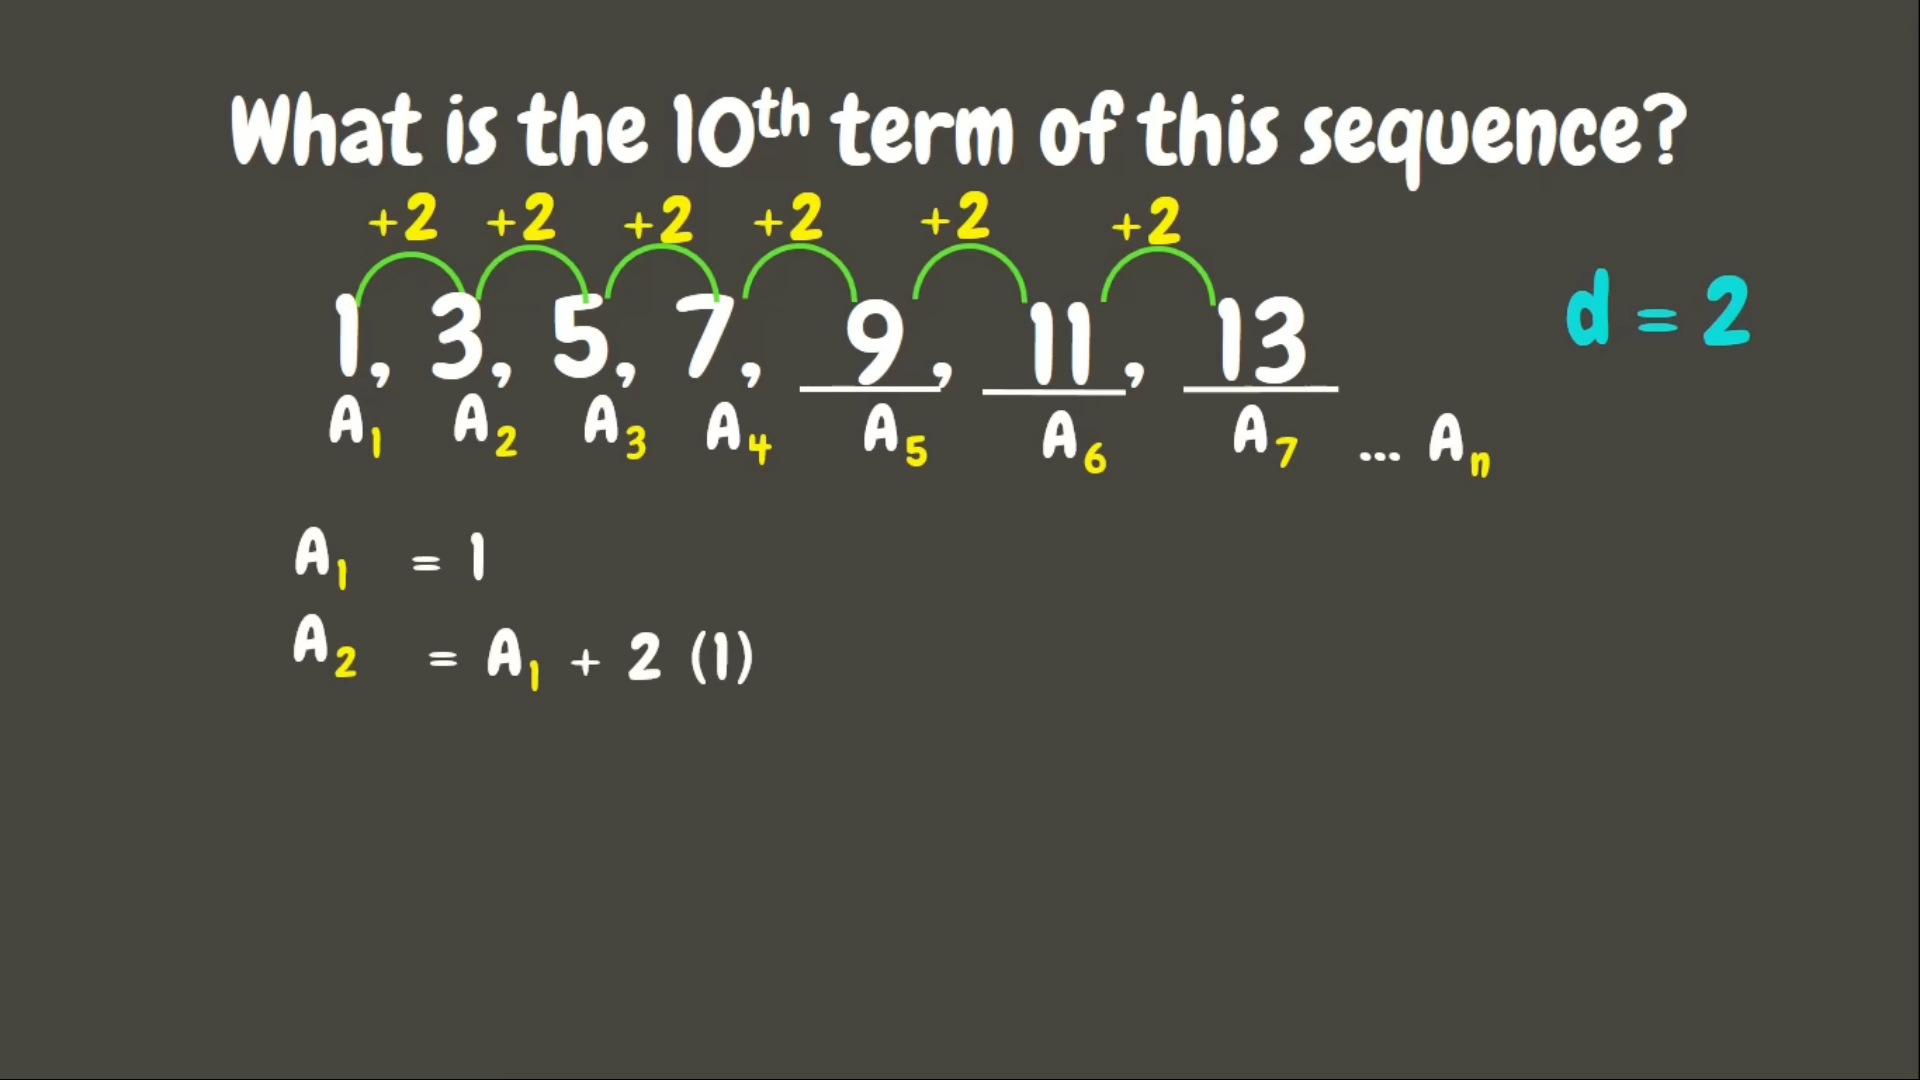 What is the 10th term of this sequence?
+2 +2 +2 +2 +2 +2
1, 3, 5, 7, 9, 11, 13
d = 2
A1 A2 A3 A4 A5 A6 A7 ... An
A1 = 1
A2 = A1 + 2 (1)